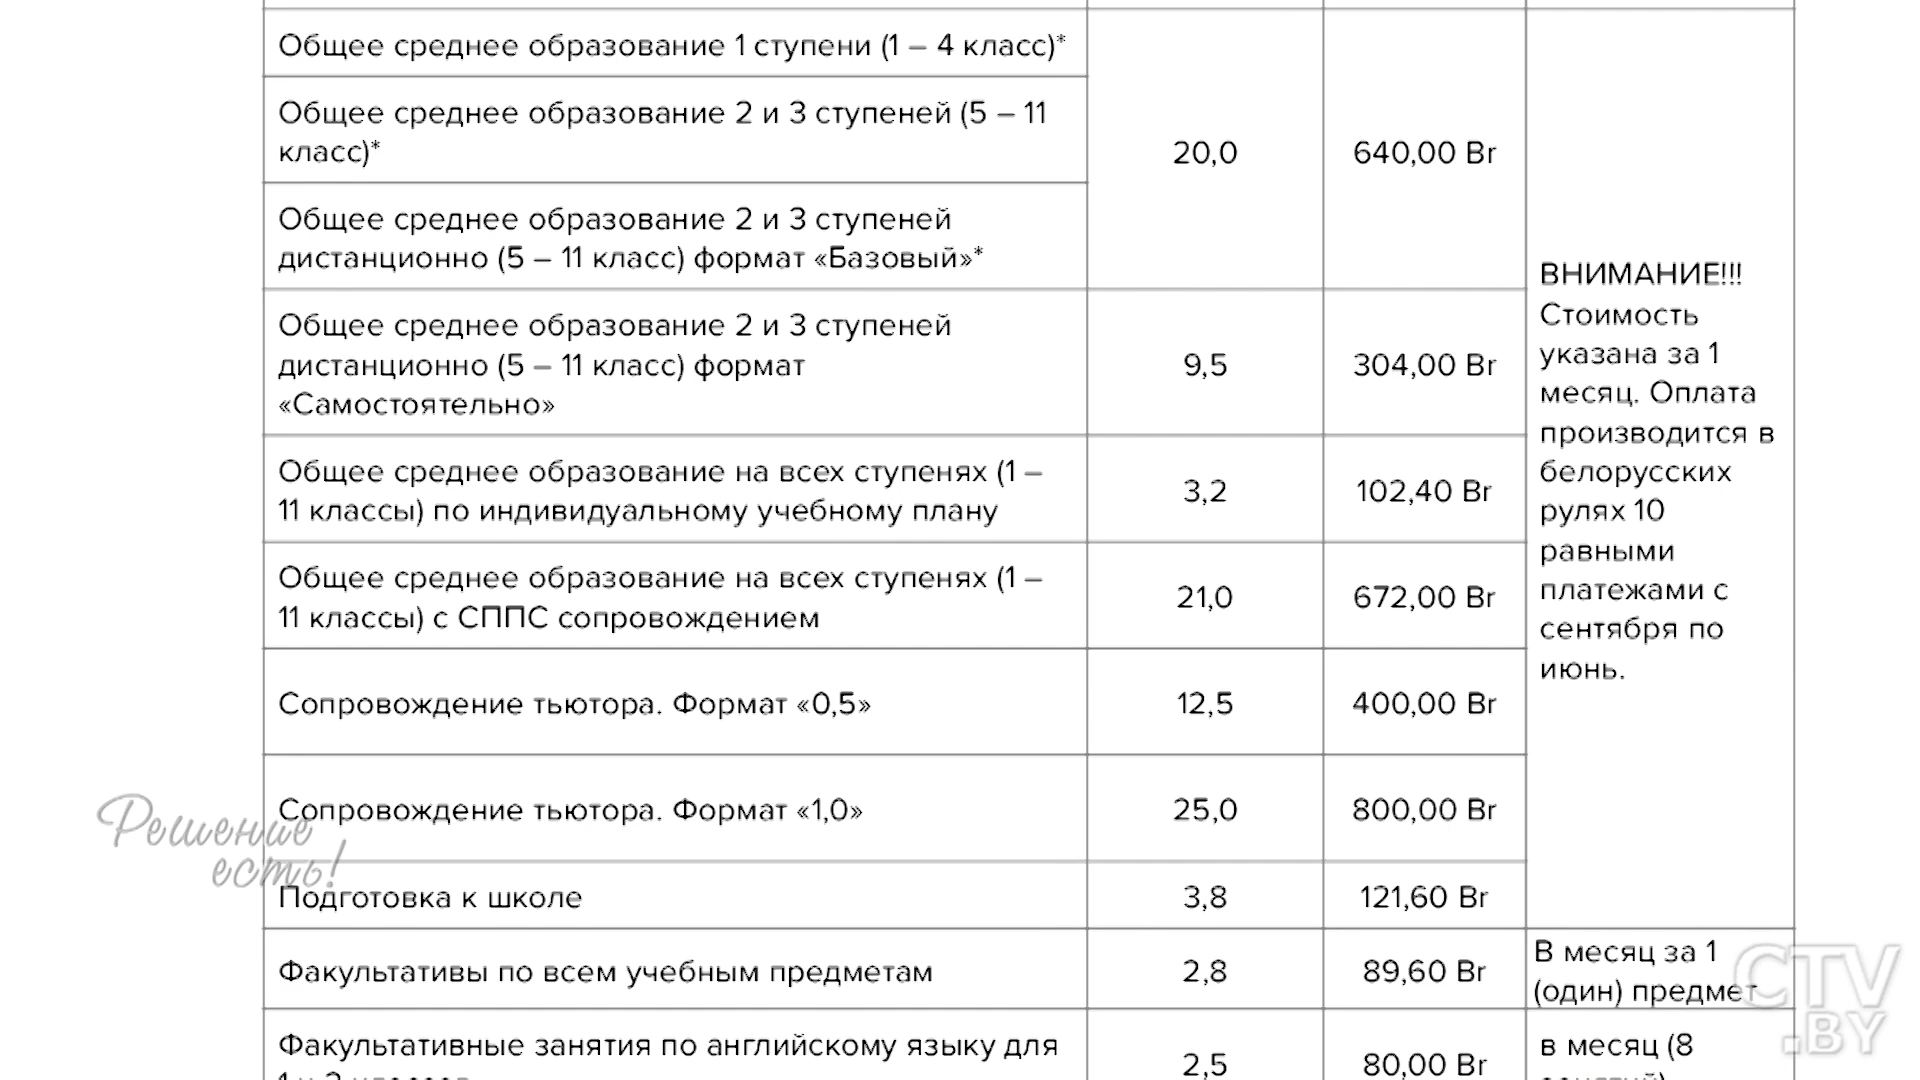 Общее среднее образование 1 ступени (1 – 4 класс)*
Общее среднее образование 2 и 3 ступеней (5 – 11
класс)*
20,0
640,00 Br
Общее среднее образование 2 и 3 ступеней
дистанционно (5 – 11 класс) формат «Базовый»*
Общее среднее образование 2 и 3 ступеней
дистанционно (5 – 11 класс) формат
«Самостоятельно»
9,5
304,00 Br
Общее среднее образование на всех ступенях (1 –
11 классы) по индивидуальному учебному плану
3,2
102,40 Br
Общее среднее образование на всех ступенях (1 –
11 классы) с СППС сопровождением
21,0
672,00 Br
Сопровождение тьютора. Формат «0,5»
12,5
400,00 Br
Сопровождение тьютора. Формат «1,0»
25,0
800,00 Br
Подготовка к школе
3,8
121,60 Br
ВНИМАНИЕ!!!
Стоимость
указана за 1
месяц. Оплата
производится в
белорусских
рулях 10
равными
платежами с
сентября по
июнь.
Факультативы по всем учебным предметам
2,8
89,60 Br
В месяц за 1
(один) предмет
Факультативные занятия по английскому языку для
2,5
80,00 Br
в месяц (8
Решение
есть!
CTV
.BY